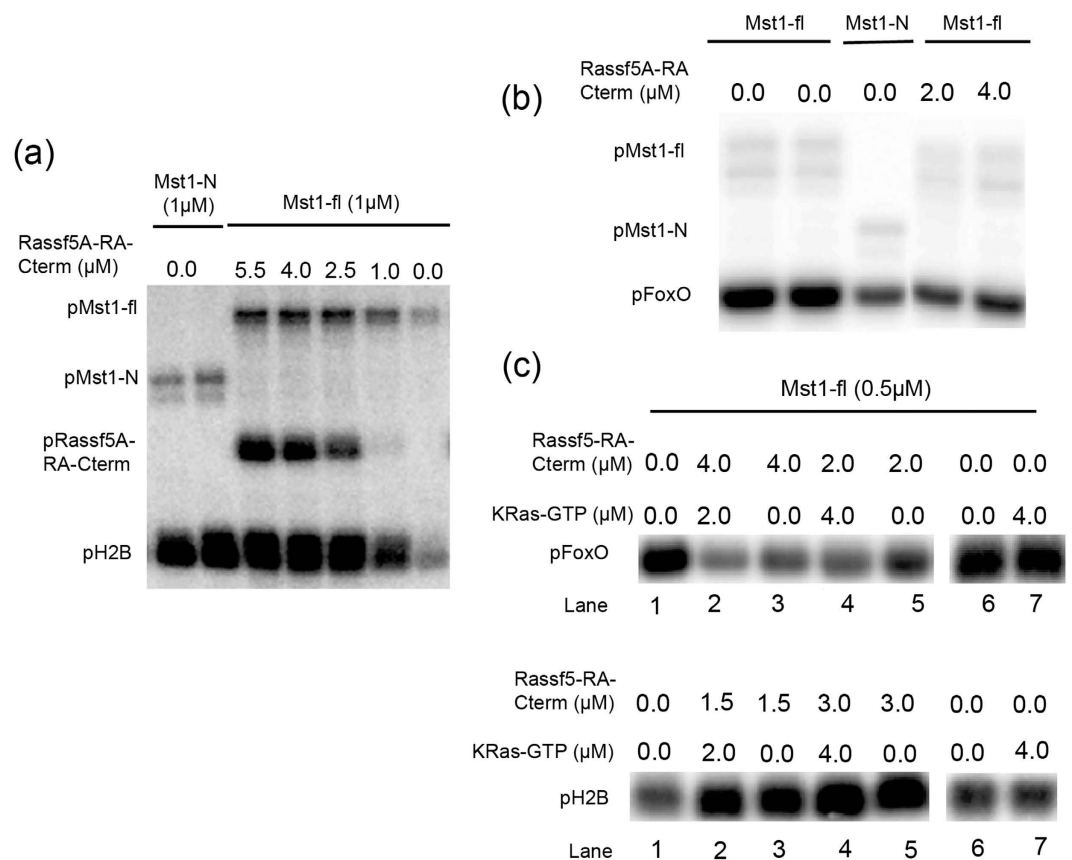 (a)
Mst1-N
(1µM)
Mst1-fl (1µM)
Rassf5A-RA-
Cterm (µM)
0.0 5.5 4.0 2.5 1.0 0.0
pMst1-fl
pMst1-N
pRassf5A-
RA-Cterm
pH2B
(b)
Mst1-fl Mst1-N Mst1-fl
Rassf5A-RA
Cterm (µM)
0.0 0.0 0.0 2.0 4.0
pMst1-fl
pMst1-N
pFoxO
(c)
Mst1-fl (0.5µM)
Rassf5-RA-
Cterm (µM) 0.0 4.0 4.0 2.0 2.0 0.0 0.0
KRas-GTP (µM) 0.0 2.0 0.0 4.0 0.0 0.0 4.0
pFoxO
Lane 1 2 3 4 5 6 7
Rassf5-RA-
Cterm (µM) 0.0 1.5 1.5 3.0 3.0 0.0 0.0
KRas-GTP (µM) 0.0 2.0 0.0 4.0 0.0 0.0 4.0
pH2B
Lane 1 2 3 4 5 6 7